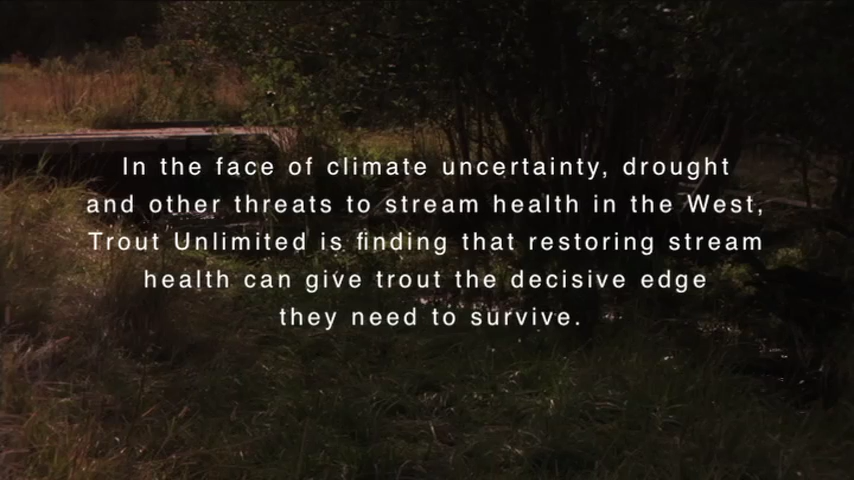 In the face of climate uncertainty, drought
and other threats to stream health in the West,
Trout Unlimited is finding that restoring stream
health can give trout the decisive edge
they need to survive.